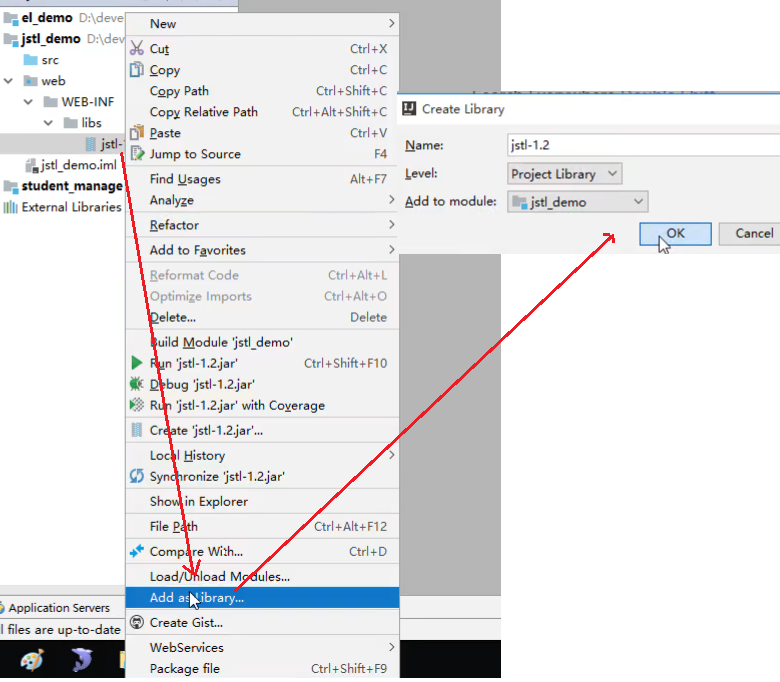 el_demo D:\deve
jstl_demo D:\dev
src
web
WEB-INF
libs
jstl-
jstl_demo.iml
student_manage
External Libraries
New
Cut Ctrl+X
Copy Ctrl+C
Copy Path Ctrl+Shift+C
Copy Relative Path Ctrl+Alt+Shift+C
Paste Ctrl+V
Jump to Source F4
Find Usages Alt+F7
Analyze
Refactor
Add to Favorites
Reformat Code Ctrl+Alt+L
Optimize Imports Ctrl+Alt+O
Delete... Delete
Build Module 'jstl_demo'
Run 'jstl-1.2.jar' Ctrl+Shift+F10
Debug 'jstl-1.2.jar'
Run 'jstl-1.2.jar' with Coverage
Create 'jstl-1.2.jar'...
Local History
Synchronize 'jstl-1.2.jar'
Show in Explorer
File Path Ctrl+Alt+F12
Compare With... Ctrl+D
Load/Unload Modules...
Add as Library...
Create Gist...
WebServices
Package file Ctrl+Shift+F9
Application Servers
l files are up-to-date
Create Library
Name: jstl-1.2
Level: Project Library
Add to module: jstl_demo
OK Cancel